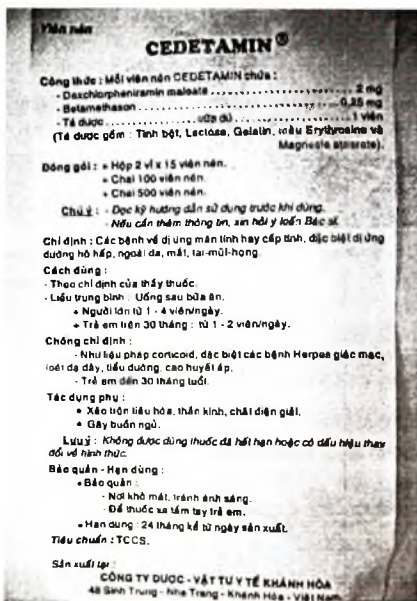 Viên nén
CEDETAMIN®
Công thức : Mỗi viên nén CEDETAMIN chứa :
- Dexchlorpheniramin maleate ........ 2 mg
- Betamethason ........ 0,25 mg
- Tá dược ........ vừa đủ ........ 1 viên
(Tá dược gồm : Tinh bột, Lactose, Gelatin, màu Erythrosine và
Magnesie stearate).
Đóng gói : + Hộp 2 vỉ x 15 viên nén.
+ Chai 100 viên nén.
+ Chai 500 viên nén.
Chú ý : - Đọc kỹ hướng dẫn sử dụng trước khi dùng.
- Nếu cần thêm thông tin, xin hỏi ý kiến Bác sĩ.
Chỉ định : Các bệnh về dị ứng mãn tính hay cấp tính, đặc biệt dị ứng
đường hô hấp, ngoài da, mắt, tai-mũi-họng.
Cách dùng :
- Theo chỉ định của thầy thuốc.
- Liều trung bình : Uống sau bữa ăn.
+ Người lớn từ 1 - 4 viên/ngày.
+ Trẻ em trên 30 tháng : từ 1 - 2 viên/ngày.
Chống chỉ định :
- Như liệu pháp corticoid, đặc biệt các bệnh Herpes giác mạc,
loét dạ dày, tiểu đường, cao huyết áp.
- Trẻ em đến 30 tháng tuổi.
Tác dụng phụ :
• Xáo trộn tiêu hóa, thần kinh, chất điện giải.
• Gây buồn ngủ.
Lưu ý : Không được dùng thuốc đã hết hạn hoặc có dấu hiệu thay
đổi về hình thức.
Bảo quản - Hạn dùng :
• Bảo quản :
- Nơi khô mát, tránh ánh sáng.
- Để thuốc xa tầm tay trẻ em.
• Hạn dùng : 24 tháng kể từ ngày sản xuất.
Tiêu chuẩn : TCCS.
Sản xuất tại :
CÔNG TY DƯỢC - VẬT TƯ Y TẾ KHÁNH HÒA
48 Sinh Trung - Nha Trang - Khánh Hòa - Việt Nam